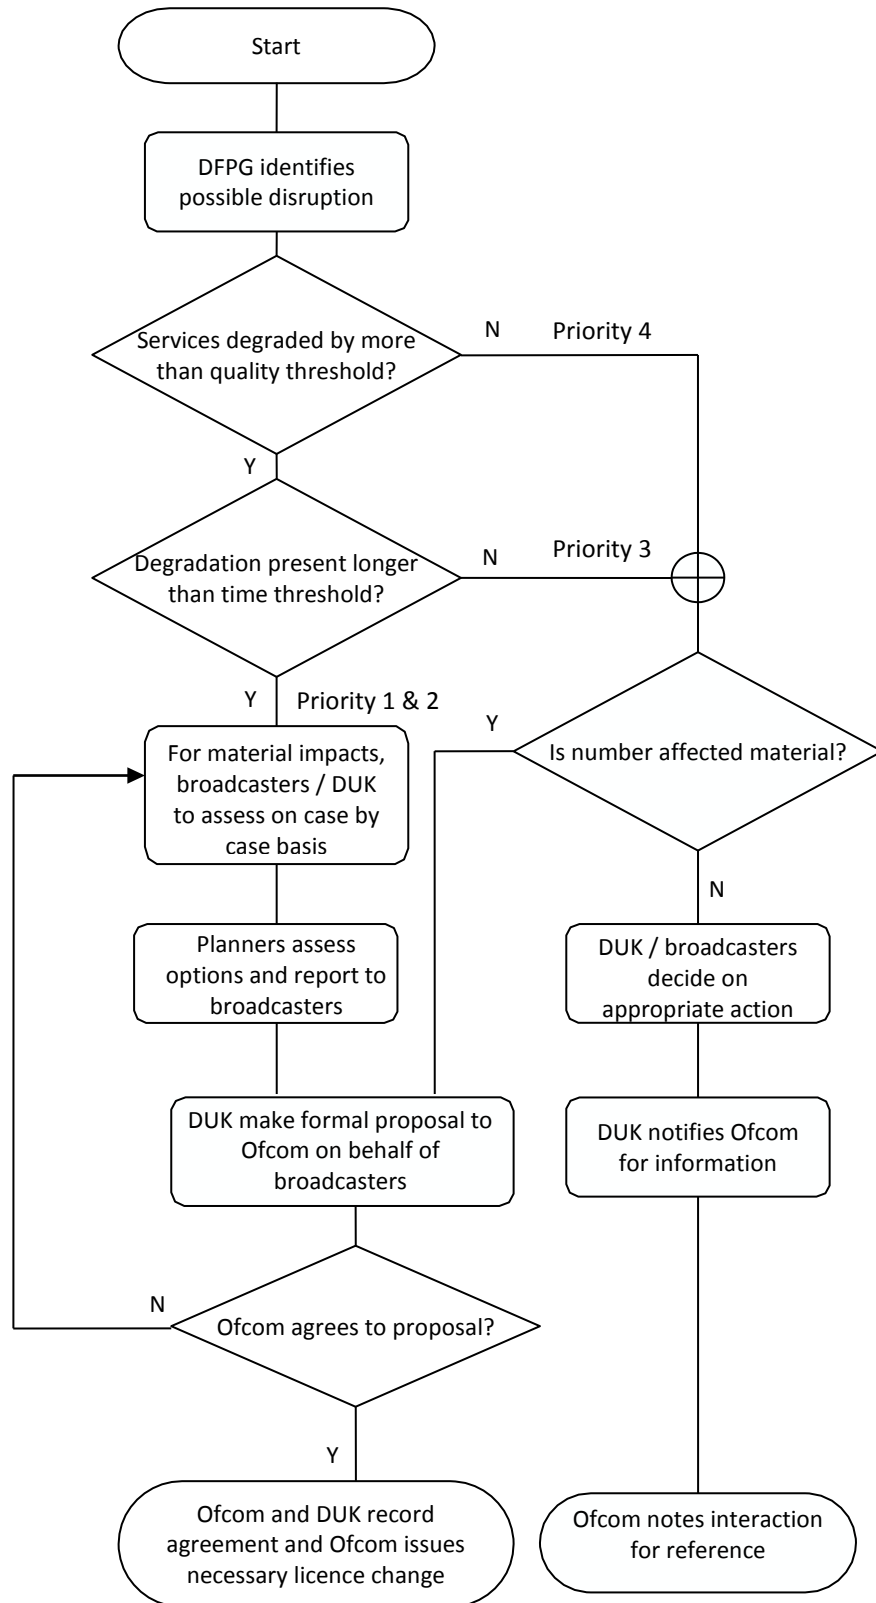 Start
DFPG identifies
possible disruption
Services degraded by more
than quality threshold?
N
Priority 4
Y
Degradation present longer
than time threshold?
N
Priority 3
Y
Priority 1 & 2
For material impacts,
broadcasters / DUK
to assess on case by
case basis
Y
Is number affected material?
N
Planners assess
options and report to
broadcasters
DUK / broadcasters
decide on
appropriate action
DUK make formal proposal to
Ofcom on behalf of
broadcasters
DUK notifies Ofcom
for information
N
Ofcom agrees to proposal?
Y
Ofcom and DUK record
agreement and Ofcom issues
necessary licence change
Ofcom notes interaction
for reference